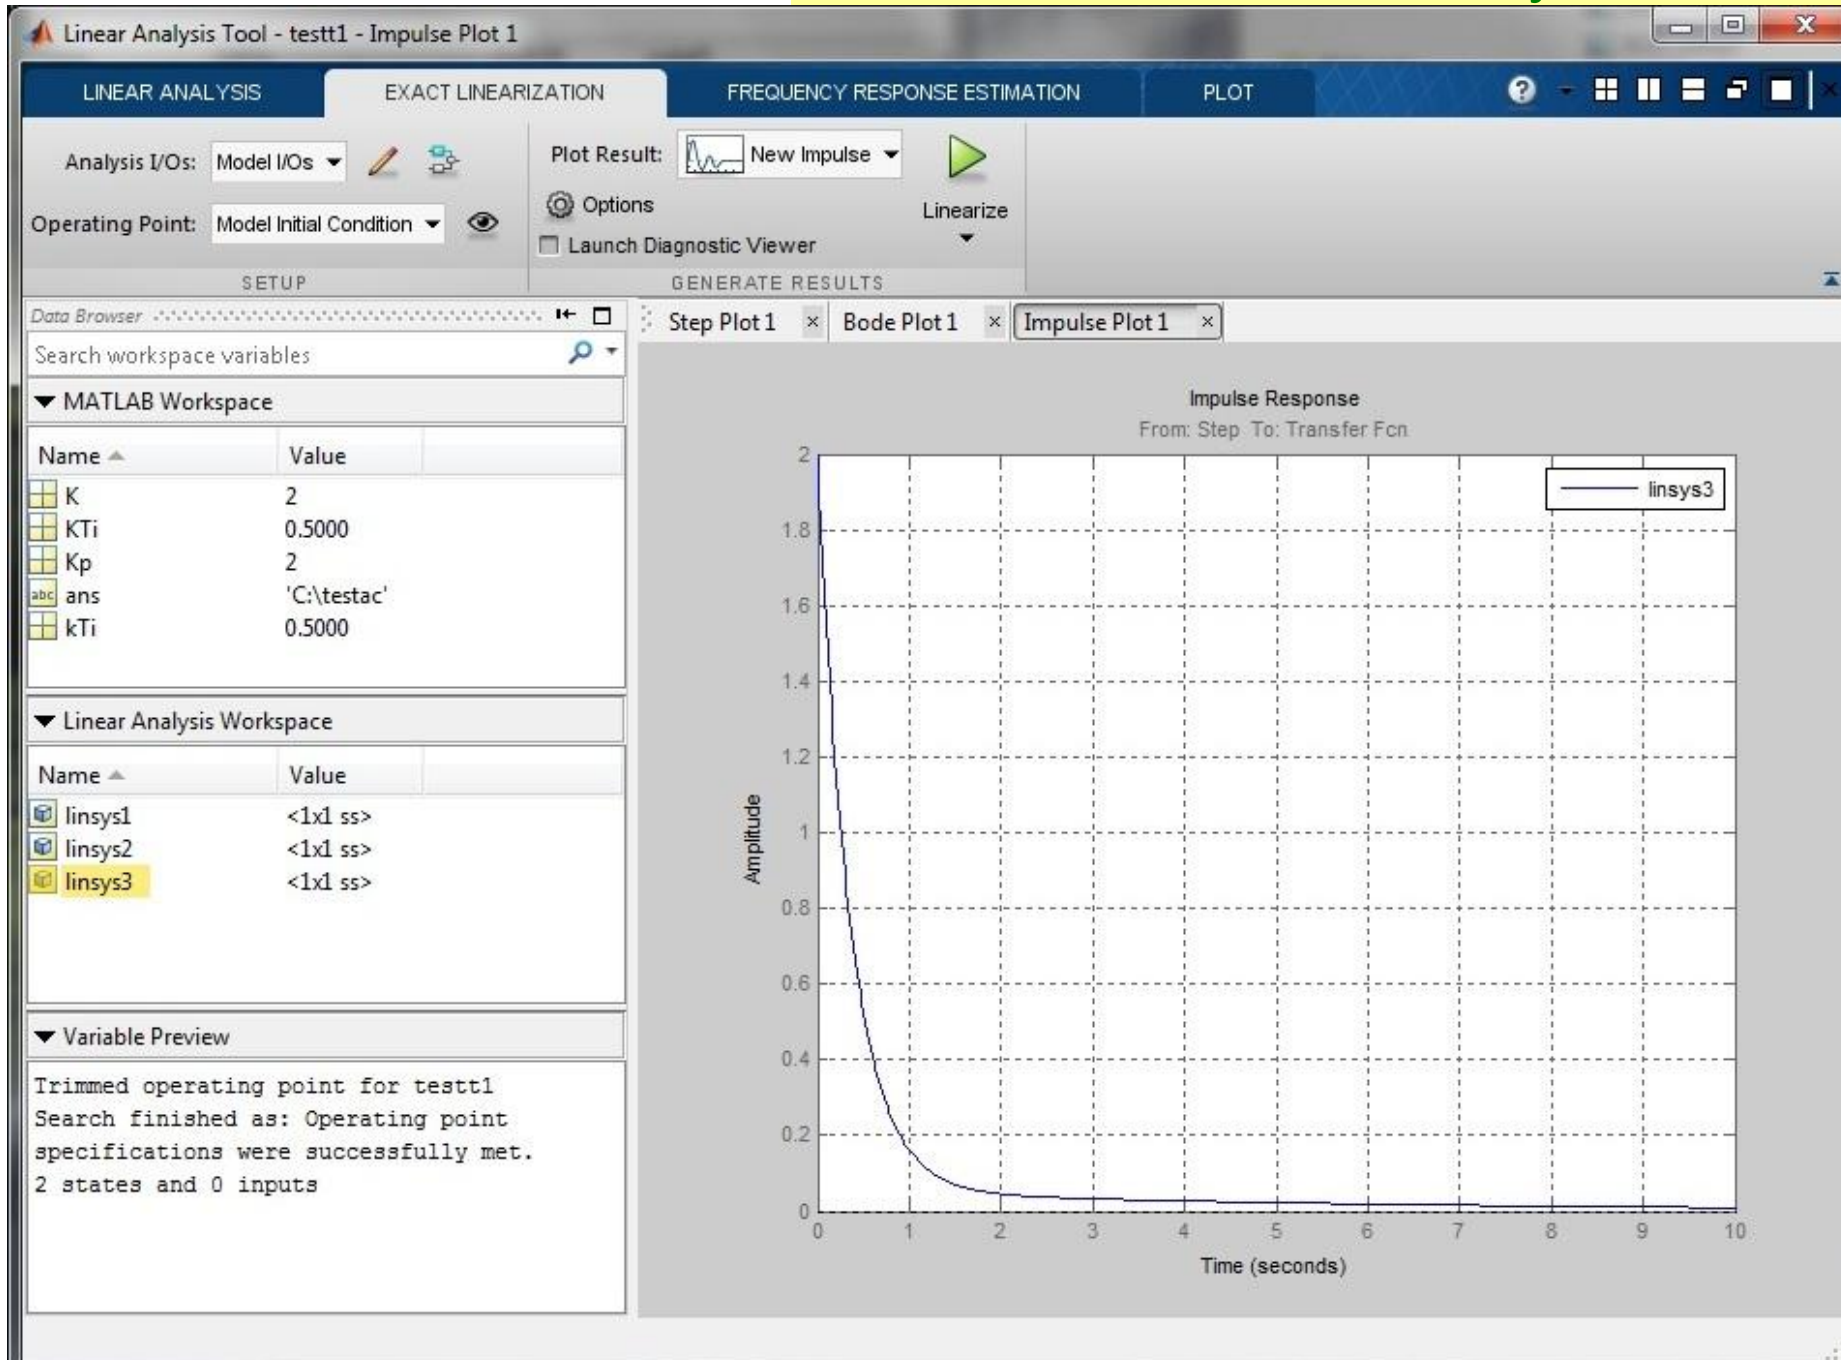 Linear Analysis Tool - testt1 - Impulse Plot 1
LINEAR ANALYSIS EXACT LINEARIZATION FREQUENCY RESPONSE ESTIMATION PLOT
Analysis I/Os: Model I/Os
Operating Point: Model Initial Condition
SETUP
Plot Result: New Impulse
Options
Launch Diagnostic Viewer
Linearize
GENERATE RESULTS
Data Browser
Search workspace variables
MATLAB Workspace
Name Value
K 2
KTi 0.5000
Kp 2
abc ans 'C:\testac'
kTi 0.5000
Linear Analysis Workspace
Name Value
linsys1 <1x1 ss>
linsys2 <1x1 ss>
linsys3 <1x1 ss>
Variable Preview
Trimmed operating point for testt1
Search finished as: Operating point
specifications were successfully met.
2 states and 0 inputs
Step Plot 1 Bode Plot 1 Impulse Plot 1
Impulse Response
From: Step To: Transfer Fcn
linsys3
2
1.8
1.6
1.4
1.2
1
0.8
0.6
0.4
0.2
0
Amplitude
0 1 2 3 4 5 6 7 8 9 10
Time (seconds)